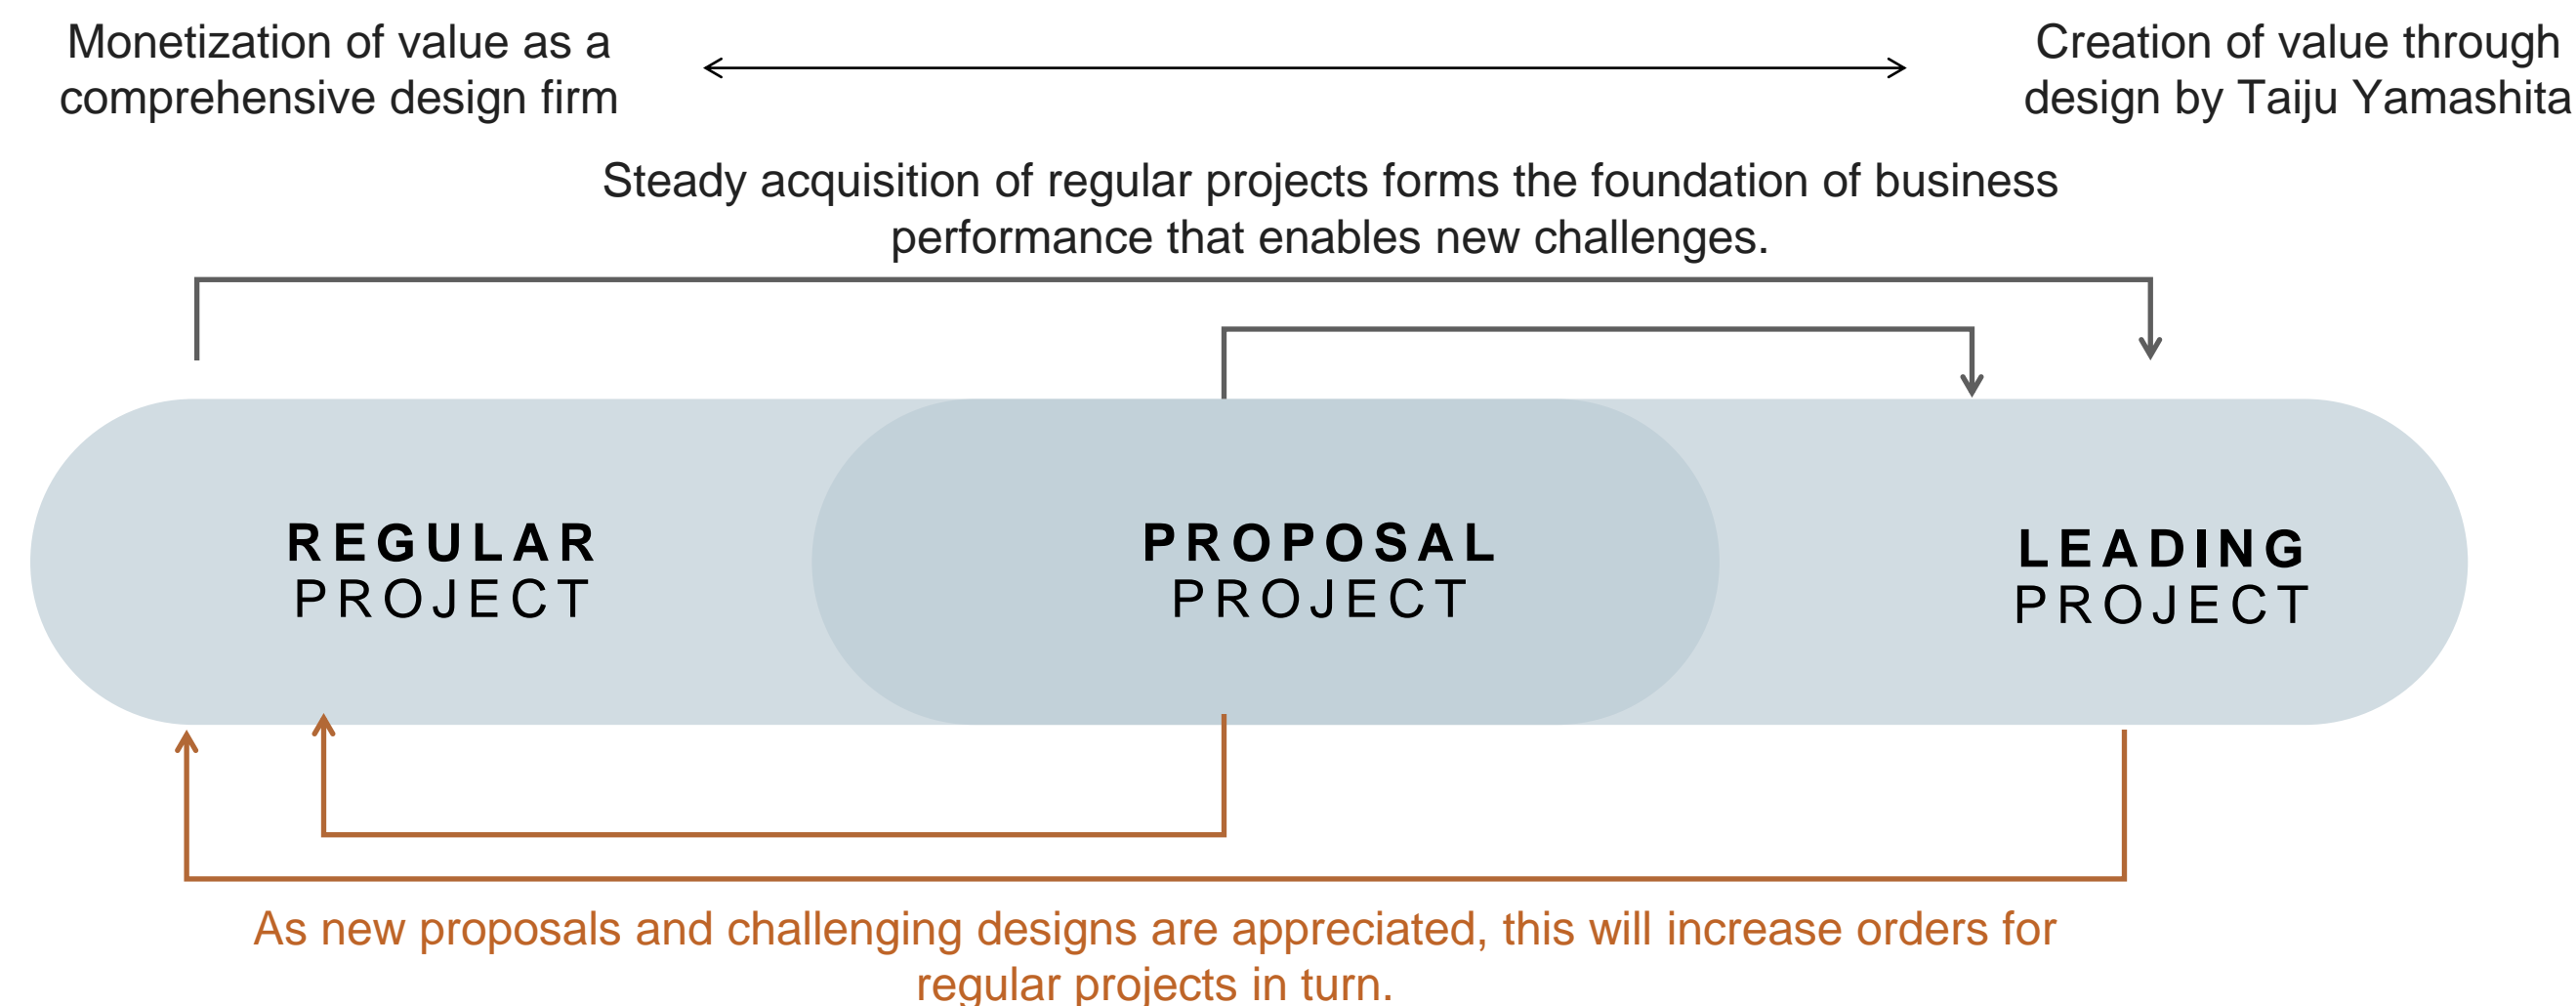 Monetization of value as a
comprehensive design firm
Creation of value through
design by Taiju Yamashita
Steady acquisition of regular projects forms the foundation of business
performance that enables new challenges.
REGULAR
PROJECT
PROPOSAL
PROJECT
LEADING
PROJECT
As new proposals and challenging designs are appreciated, this will increase orders for
regular projects in turn.